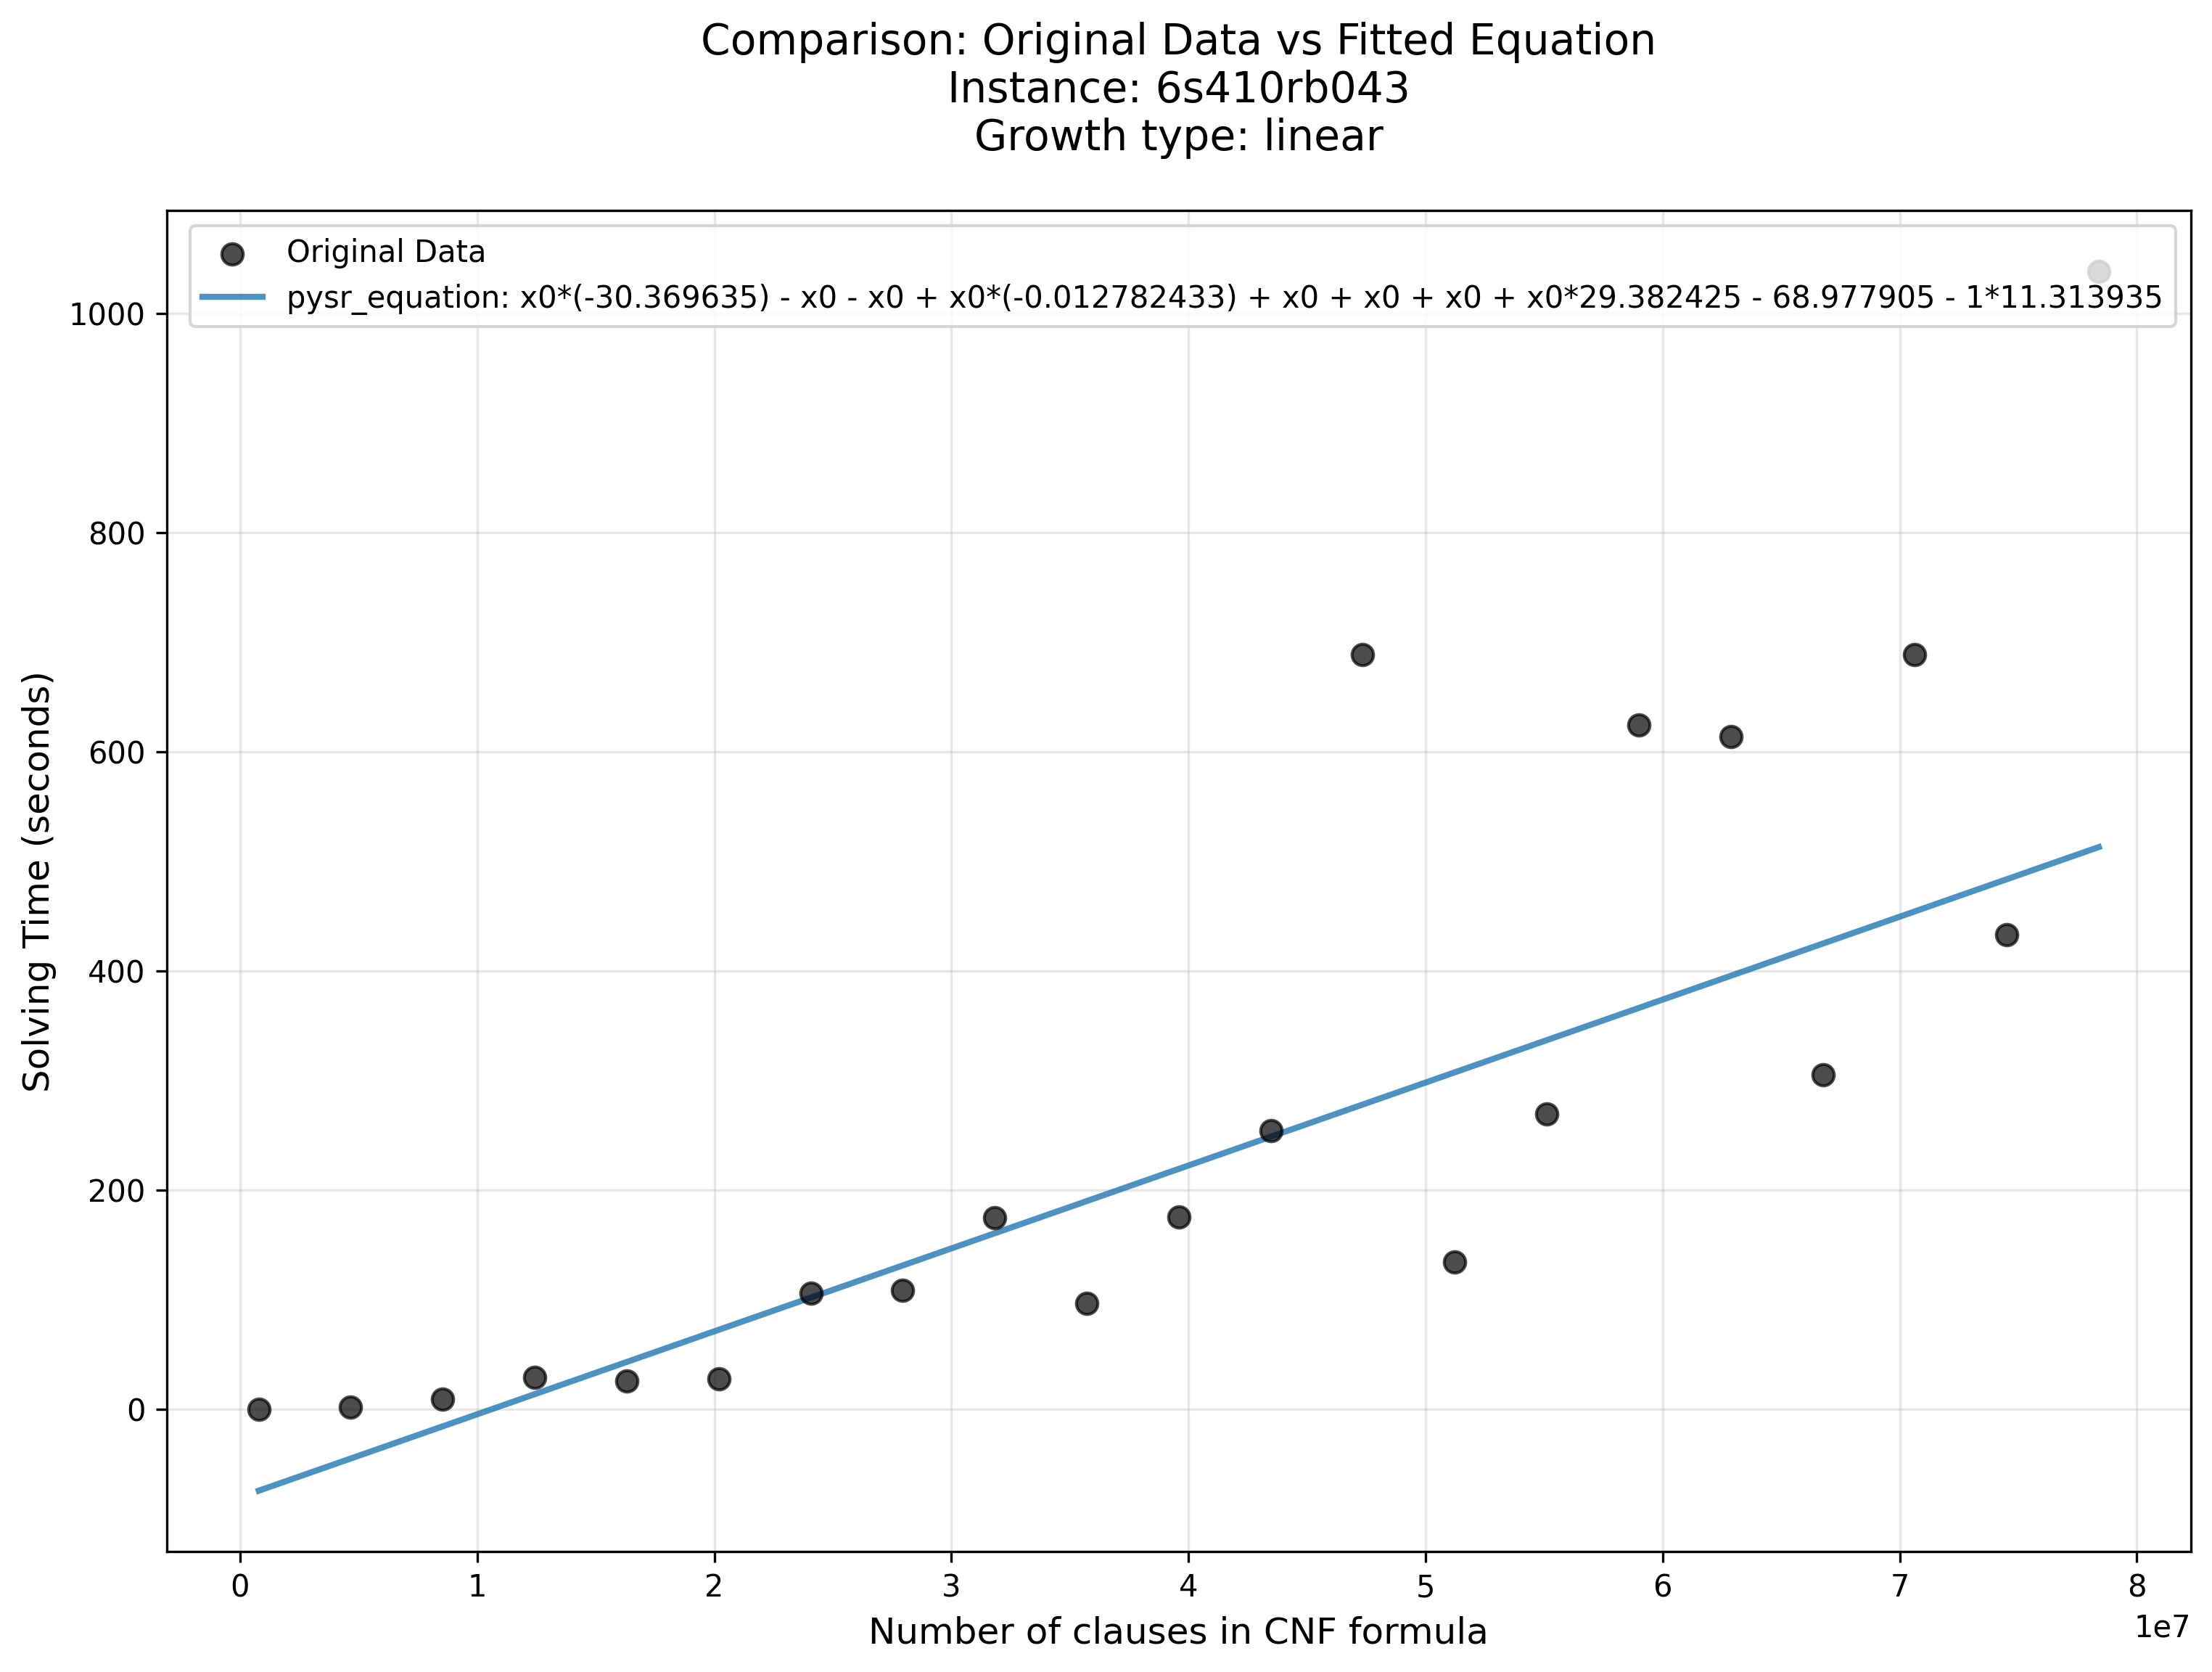 Comparison: Original Data vs Fitted Equation
Instance: 6s410rb043
Growth type: linear
Original Data
pysr_equation: x0*(-30.369635) - x0 - x0 + x0*(-0.012782433) + x0 + x0 + x0 + x0*29.382425 - 68.977905 - 1*11.313935
1000
800
600
400
200
0
Solving Time (seconds)
0 1 2 3 4 5 6 7 8
1e7
Number of clauses in CNF formula